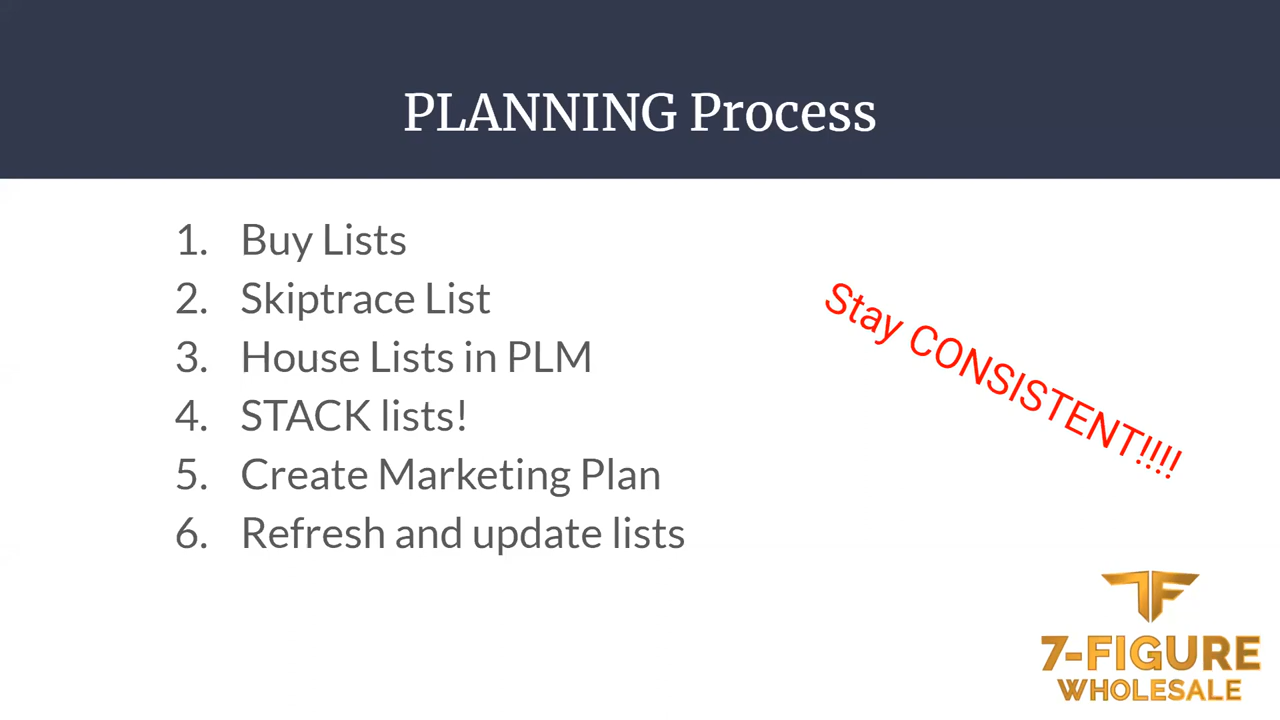 PLANNING Process
1. Buy Lists
2. Skiptrace List
3. House Lists in PLM
4. STACK lists!
5. Create Marketing Plan
6. Refresh and update lists
Stay CONSISTENT!!!!
7-FIGURE
WHOLESALE